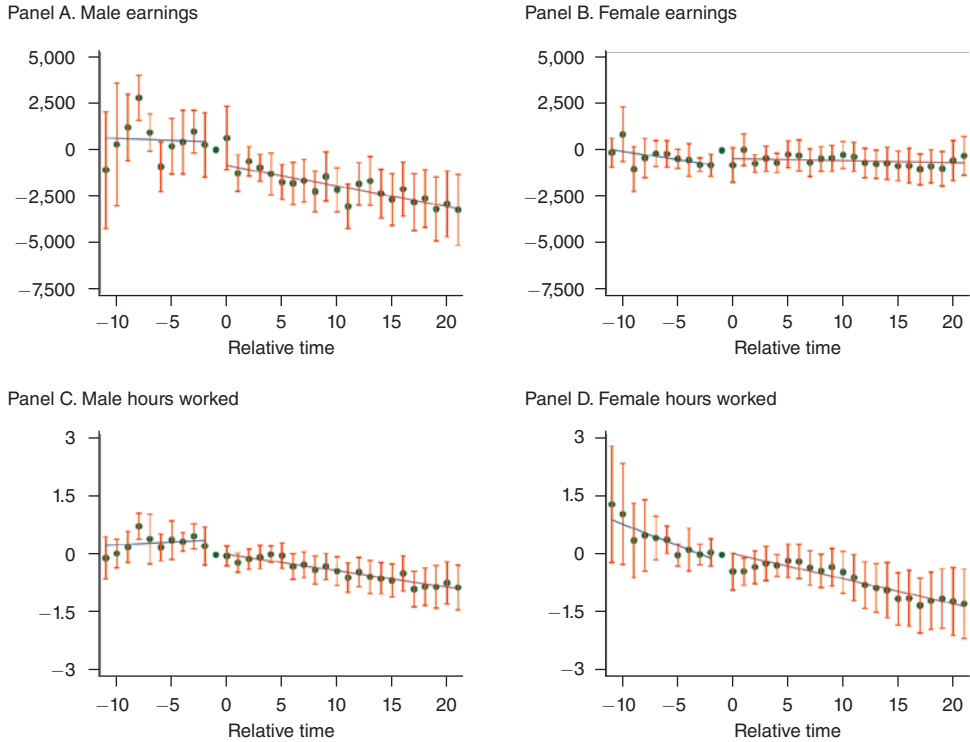 Panel A. Male earnings
5,000
2,500
0
−2,500
−5,000
−7,500
−10 −5 0 5 10 15 20
Relative time
Panel B. Female earnings
5,000
2,500
0
−2,500
−5,000
−7,500
−10 −5 0 5 10 15 20
Relative time
Panel C. Male hours worked
3
1.5
0
−1.5
−3
−10 −5 0 5 10 15 20
Relative time
Panel D. Female hours worked
3
1.5
0
−1.5
−3
−10 −5 0 5 10 15 20
Relative time